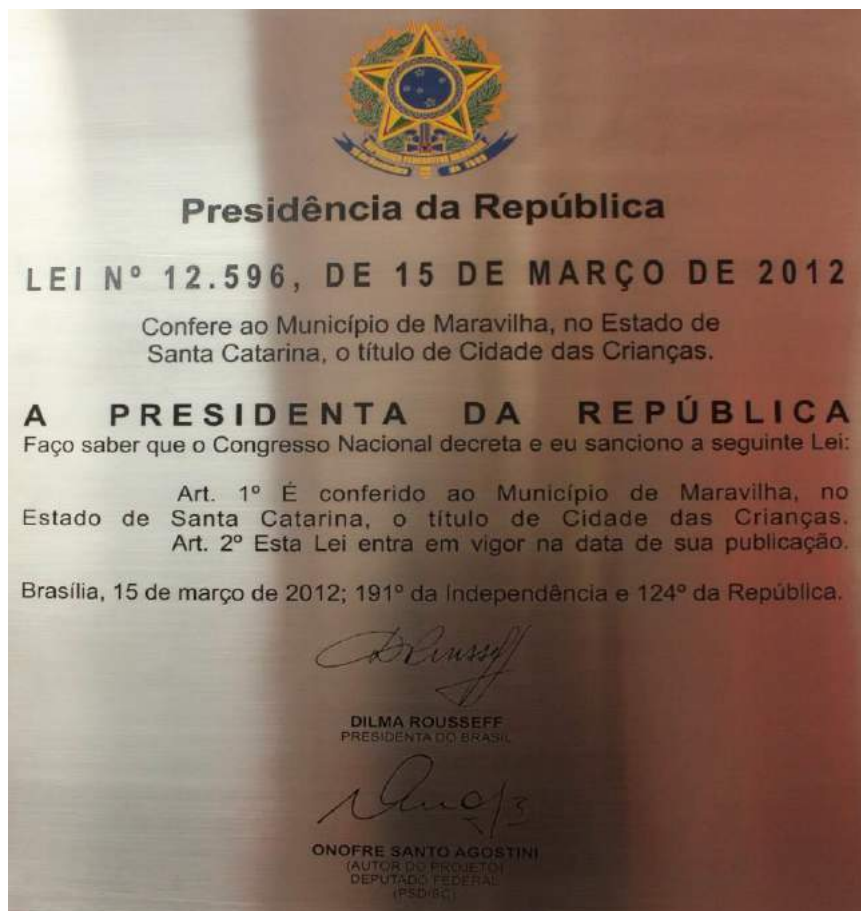 Presidência da República
LEI Nº 12.596, DE 15 DE MARÇO DE 2012
Confere ao Município de Maravilha, no Estado de
Santa Catarina, o título de Cidade das Crianças.
A PRESIDENTA DA REPÚBLICA
Faço saber que o Congresso Nacional decreta e eu sanciono a seguinte Lei:
Art. 1º É conferido ao Município de Maravilha, no
Estado de Santa Catarina, o título de Cidade das Crianças.
Art. 2º Esta Lei entra em vigor na data de sua publicação.
Brasília, 15 de março de 2012; 191º da Independência e 124º da República.
DILMA ROUSSEFF
PRESIDENTA DO BRASIL
ONOFRE SANTO AGOSTINI
(AUTOR DO PROJETO)
DEPUTADO FEDERAL
(PSD/SC)